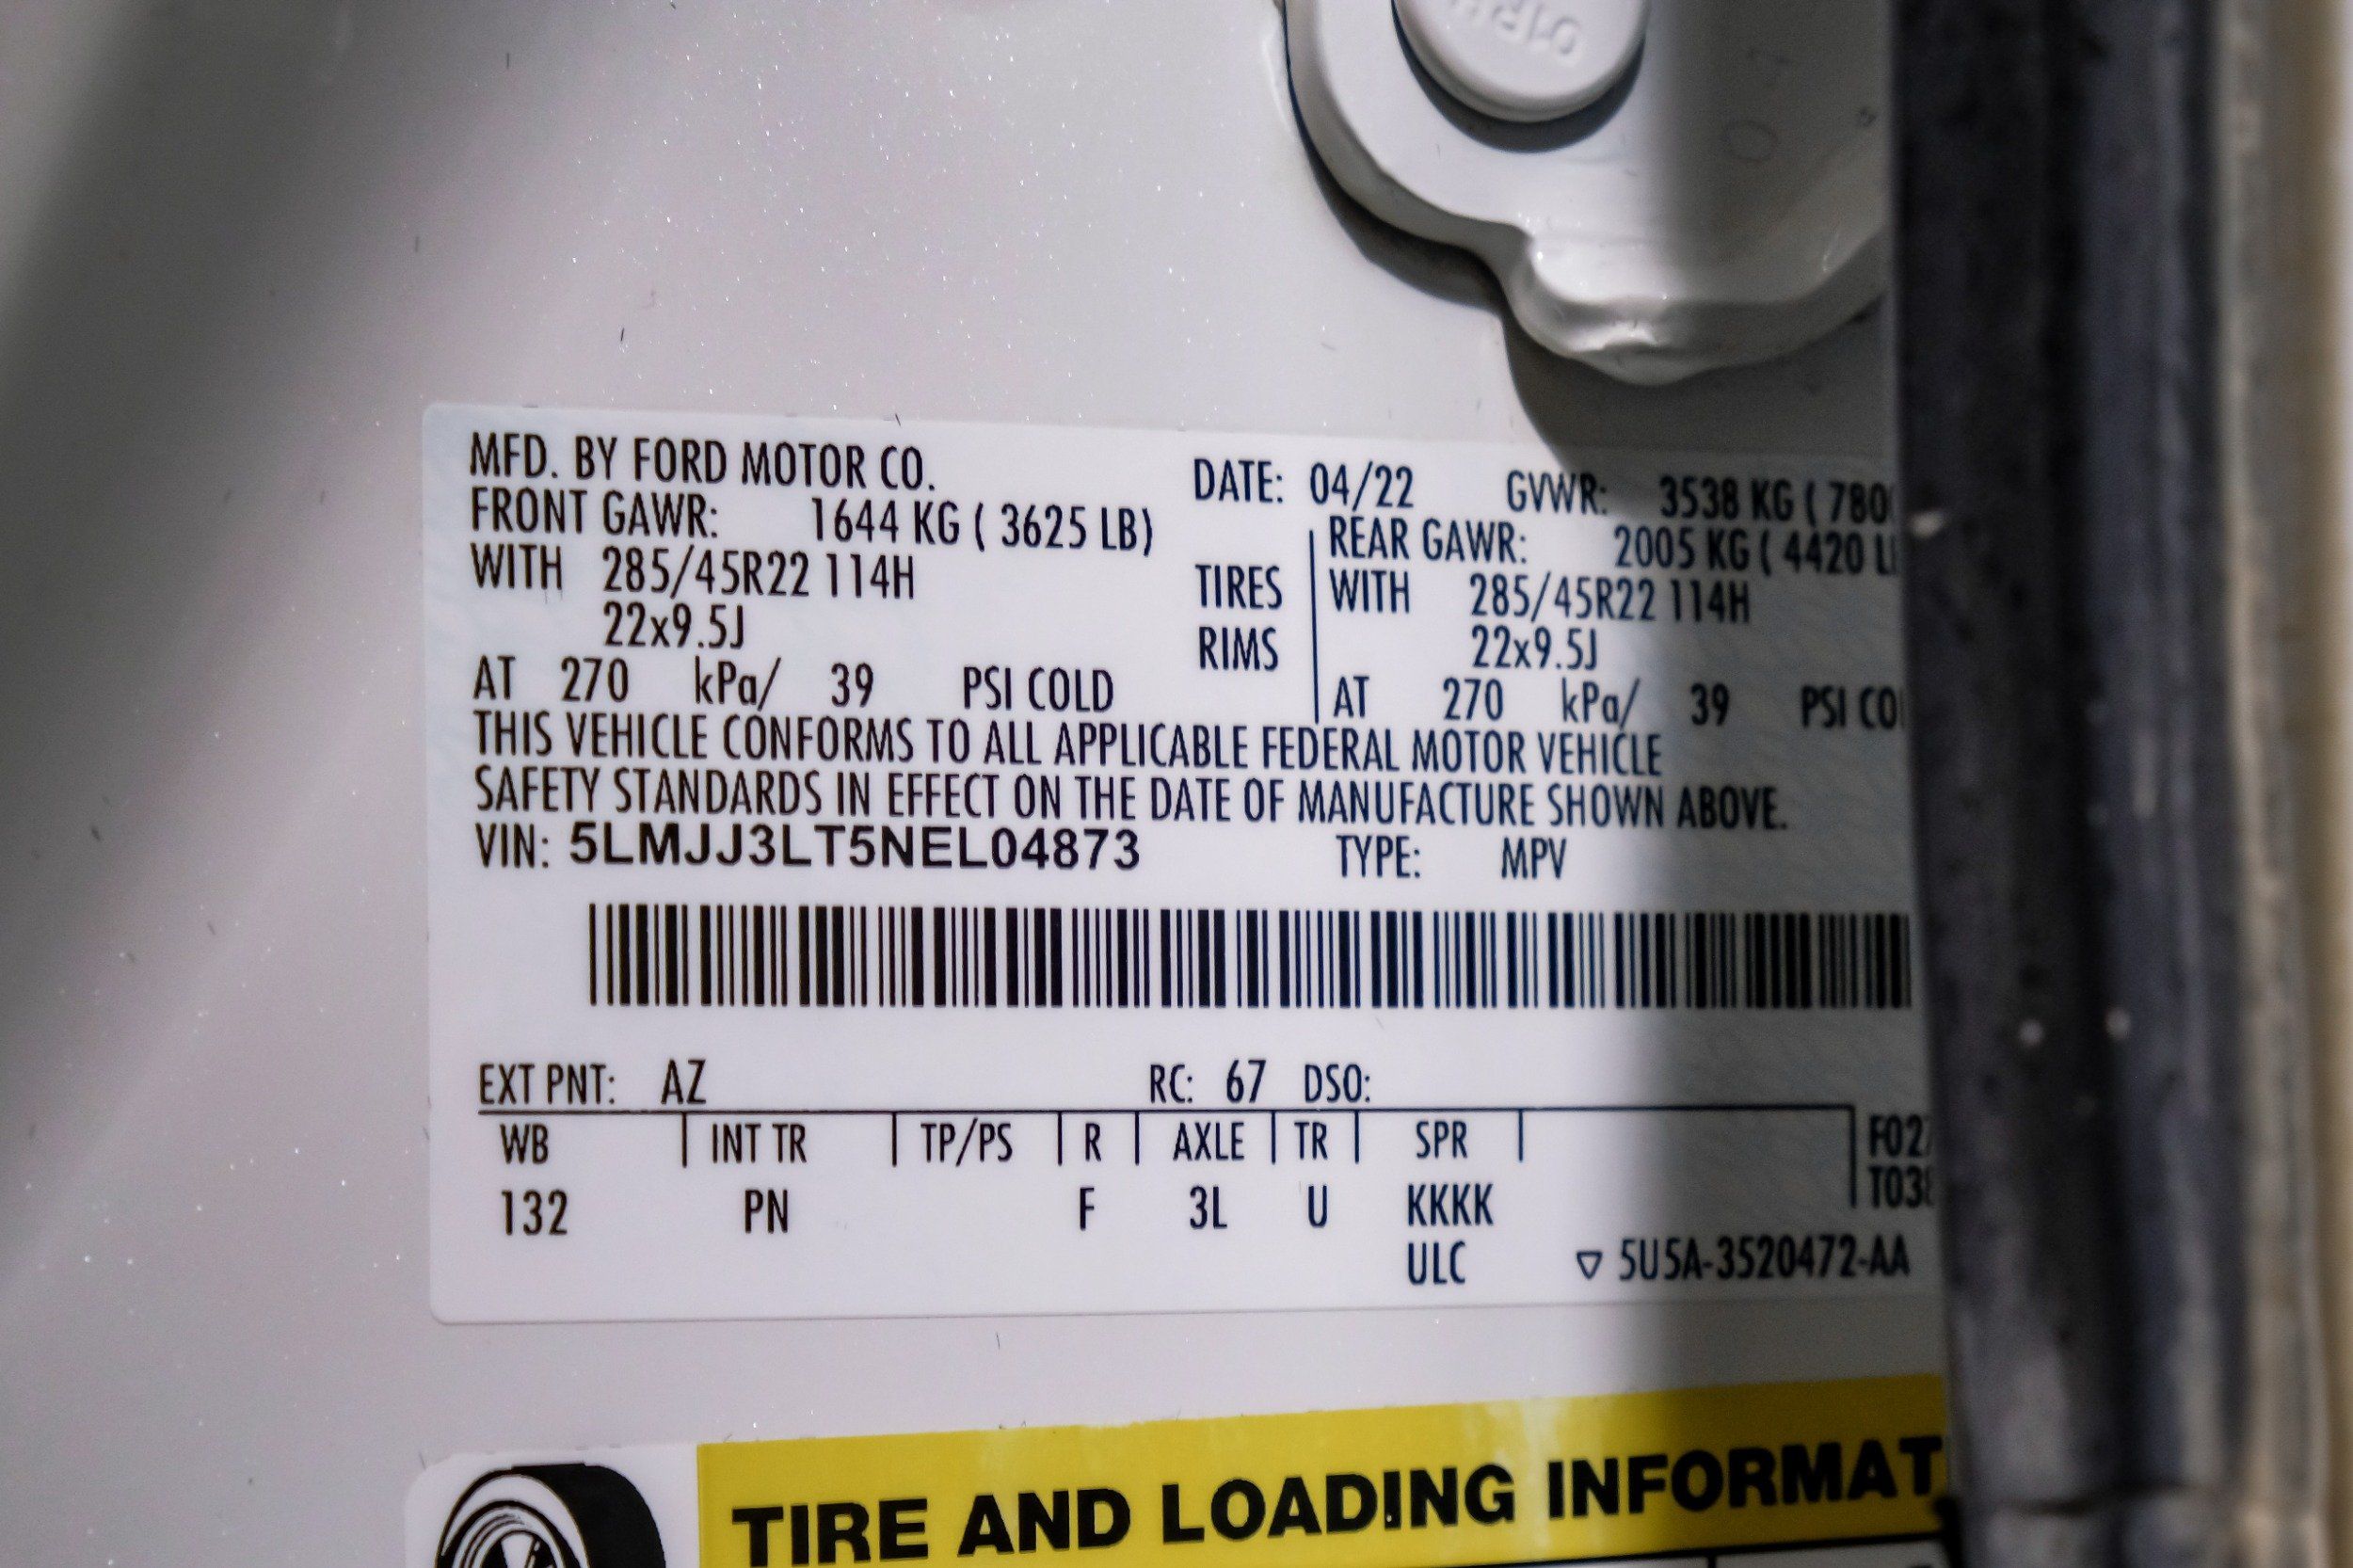 MFD. BY FORD MOTOR CO. DATE: 04/22 GVWR: 3538 KG ( 780
FRONT GAWR: 1644 KG ( 3625 LB) REAR GAWR: 2005 KG ( 4420 L
WITH 285/45R22 114H TIRES WITH 285/45R22 114H
22x9.5J RIMS 22x9.5J
AT 270 kPa/ 39 PSI COLD AT 270 kPa/ 39 PSI CO
THIS VEHICLE CONFORMS TO ALL APPLICABLE FEDERAL MOTOR VEHICLE
SAFETY STANDARDS IN EFFECT ON THE DATE OF MANUFACTURE SHOWN ABOVE.
VIN: 5LMJJ3LT5NEL04873 TYPE: MPV
EXT PNT: AZ RC: 67 DSO:
WB INT TR TP/PS R AXLE TR SPR F02
132 PN F 3L U KKKK T03
ULC ▽ 5U5A-3520472-AA
TIRE AND LOADING INFORMAT